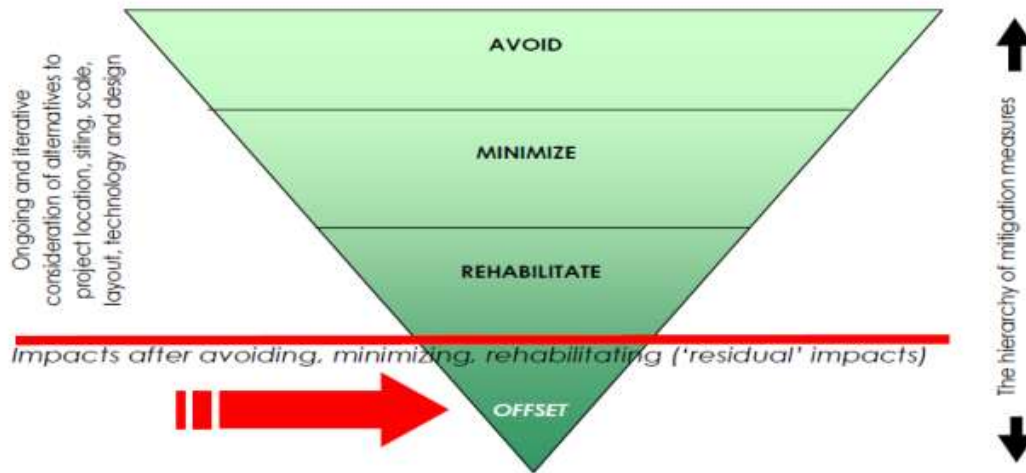 AVOID
MINIMIZE
REHABILITATE
Ongoing and iterative
consideration of alternatives to
project location, siting, scale,
layout, technology and design
The hierarchy of mitigation measures
Impacts after avoiding, minimizing, rehabilitating (‘residual’ impacts)
OFFSET